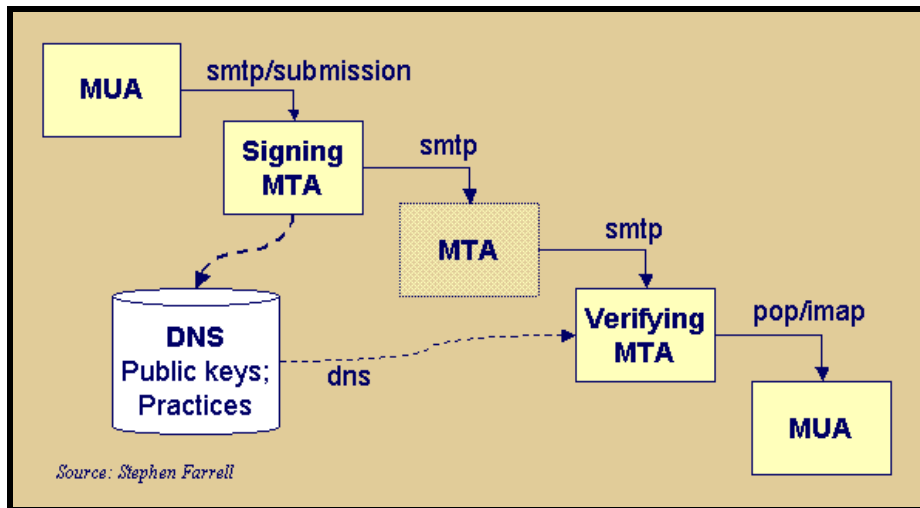 MUA
smtp/submission
Signing
MTA
smtp
MTA
smtp
DNS
Public keys;
Practices
dns
Verifying
MTA
pop/imap
MUA
Source: Stephen Farrell